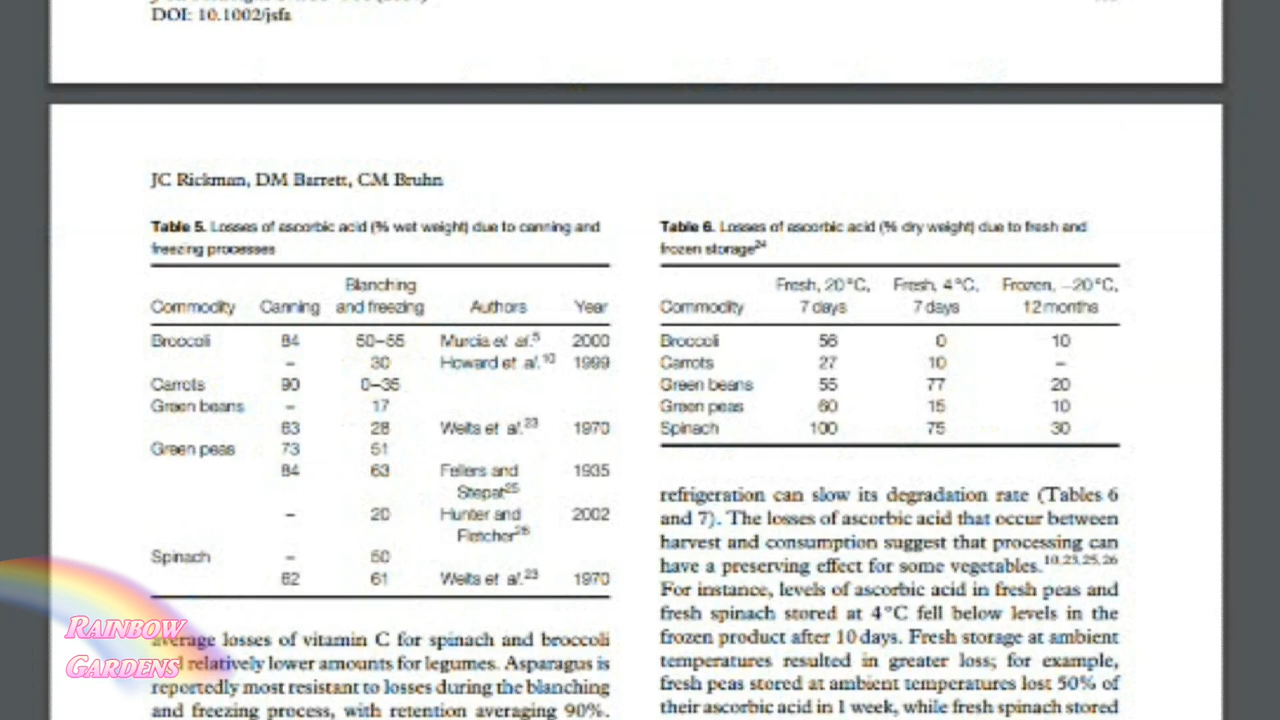 DOI: 10.1002/jsfa
JC Rickman, DM Barrett, CM Bruhn
Table 5. Losses of ascorbic acid (% wet weight) due to canning and
freezing processes
Blanching
Commodity Canning and freezing Authors Year
Broccoli 84 50–55 Murcia et al.5 2000
– 30 Howard et al.10 1999
Carrots 90 0–35
Green beans – 17
63 28 Weits et al.23 1970
Green peas 73 51
84 63 Fellers and 1935
Stepat25
– 20 Hunter and 2002
Fletcher26
Spinach – 50
62 61 Weits et al.23 1970
average losses of vitamin C for spinach and broccoli
relatively lower amounts for legumes. Asparagus is
reportedly most resistant to losses during the blanching
and freezing process, with retention averaging 90%.
Table 6. Losses of ascorbic acid (% dry weight) due to fresh and
frozen storage24
Fresh, 20°C, Fresh, 4°C, Frozen, −20°C,
Commodity 7 days 7 days 12 months
Broccoli 56 0 10
Carrots 27 10 –
Green beans 55 77 20
Green peas 60 15 10
Spinach 100 75 30
refrigeration can slow its degradation rate (Tables 6
and 7). The losses of ascorbic acid that occur between
harvest and consumption suggest that processing can
have a preserving effect for some vegetables.10,23,25,26
For instance, levels of ascorbic acid in fresh peas and
fresh spinach stored at 4°C fell below levels in the
frozen product after 10 days. Fresh storage at ambient
temperatures resulted in greater loss; for example,
fresh peas stored at ambient temperatures lost 50% of
their ascorbic acid in 1 week, while fresh spinach stored
RAINBOW
GARDENS